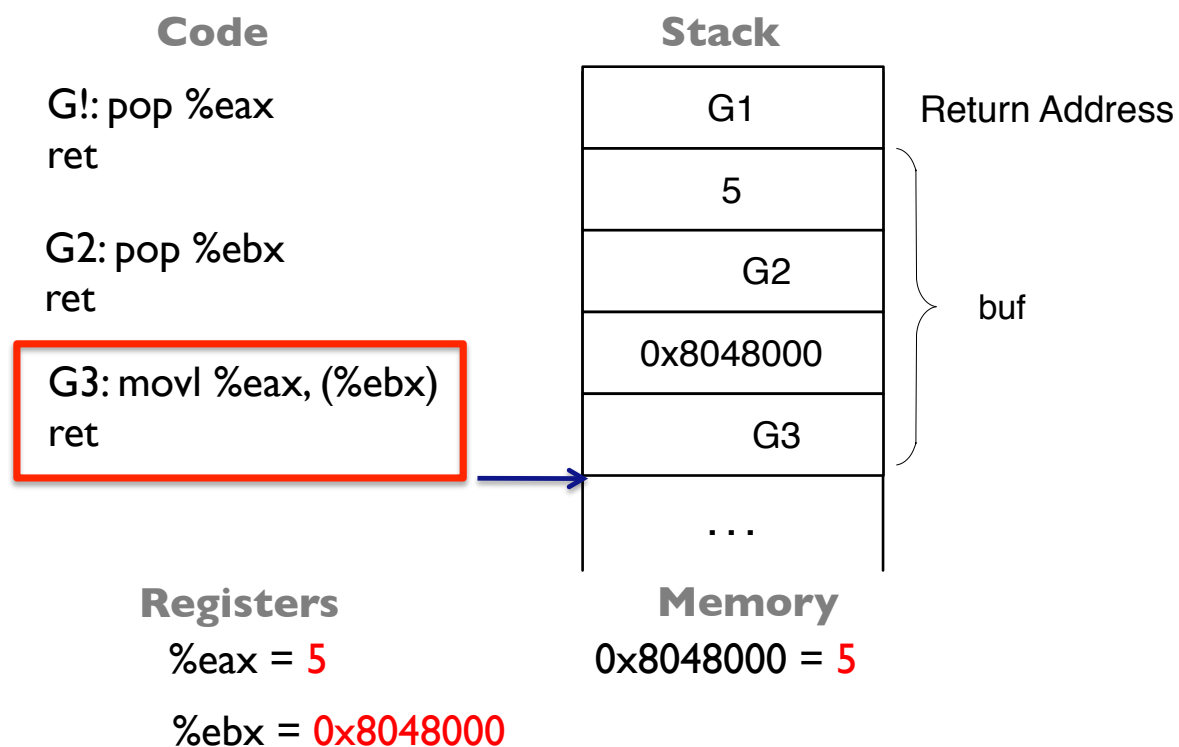 Code
G!: pop %eax
ret
G2: pop %ebx
ret
G3: movl %eax, (%ebx)
ret
Stack
G1
Return Address
5
G2
0x8048000
G3
buf
. . .
Registers
%eax = 5
%ebx = 0x8048000
Memory
0x8048000 = 5